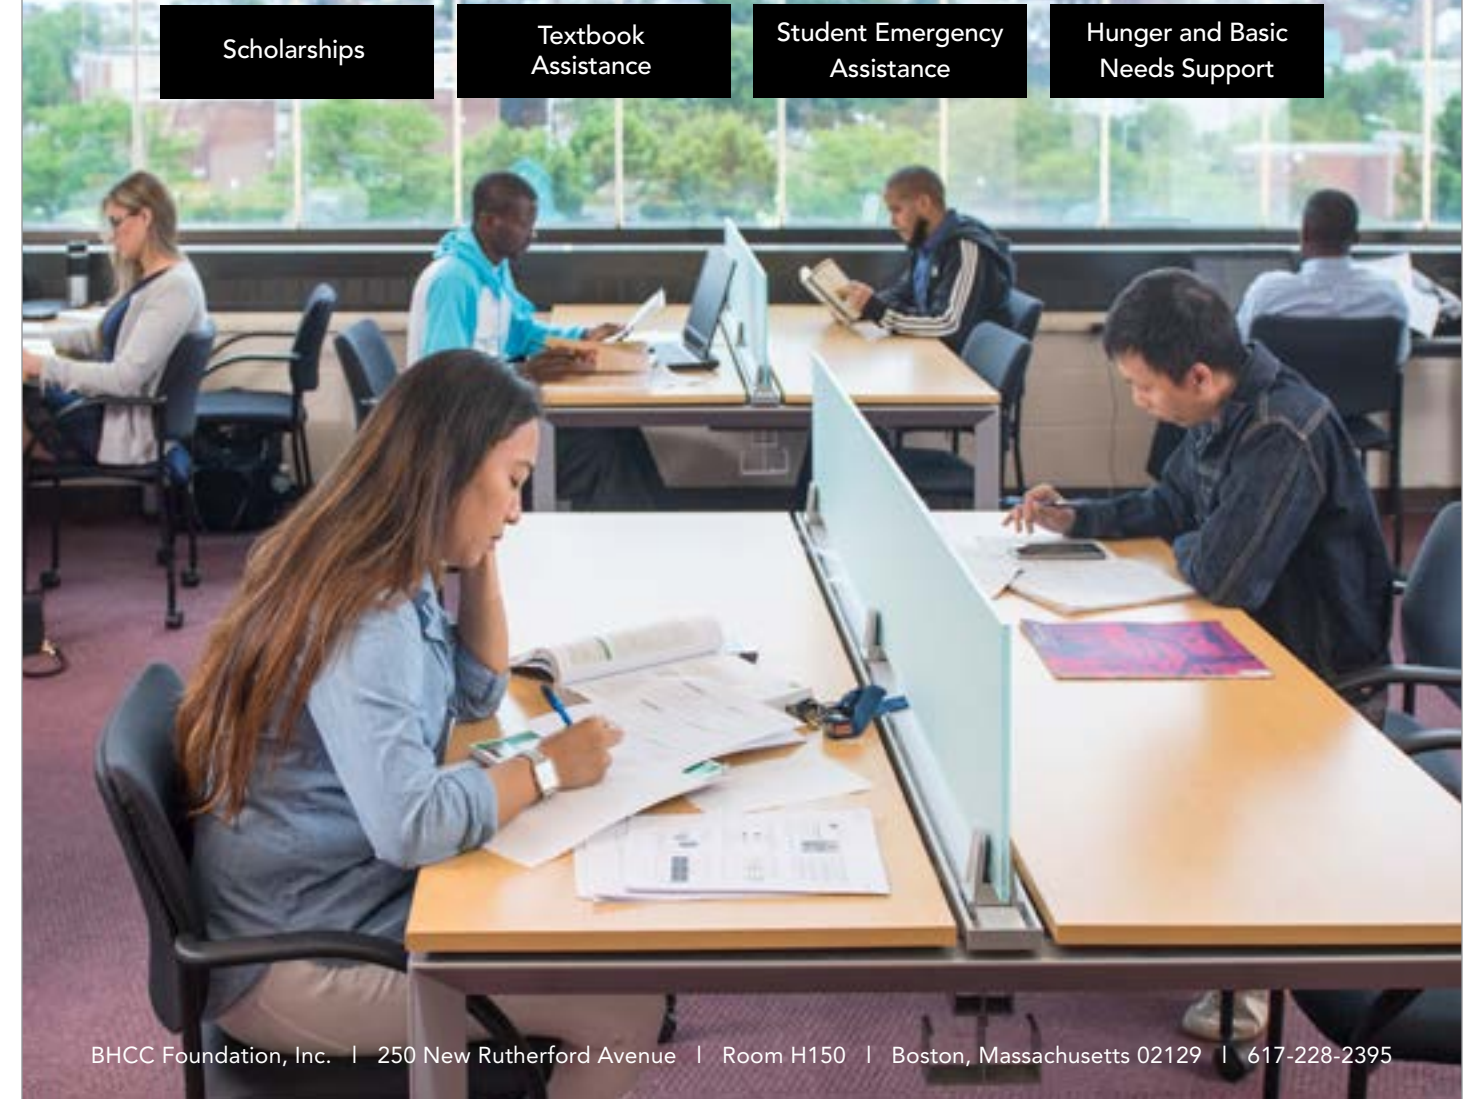 Scholarships
Textbook
Assistance
Student Emergency
Assistance
Hunger and Basic
Needs Support
BHCC Foundation, Inc. | 250 New Rutherford Avenue | Room H150 | Boston, Massachusetts 02129 | 617-228-2395